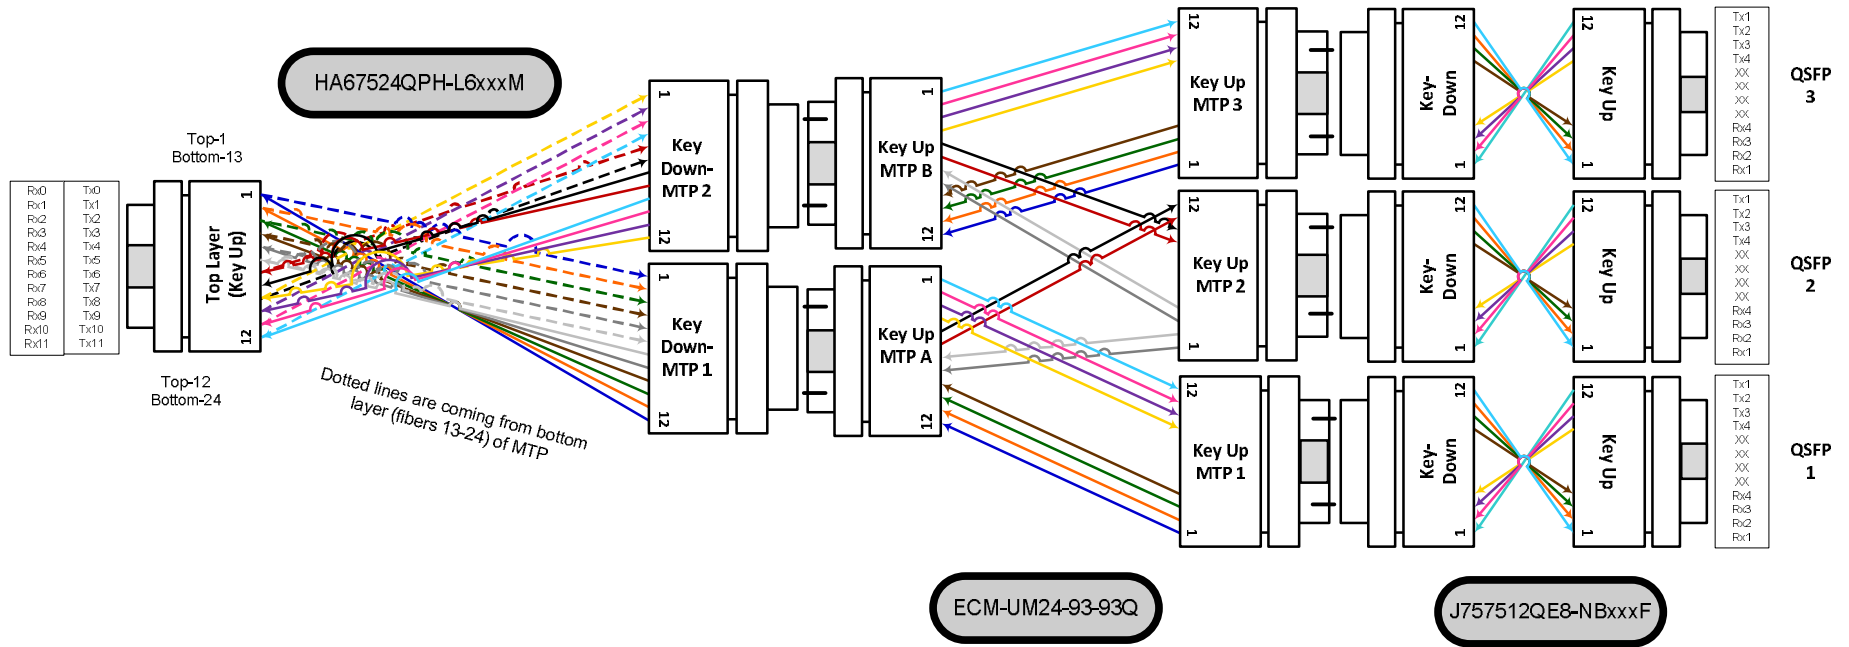 HA67524QPH-L6xxxM
Top-1
Bottom-13
Rx0 Tx0
Rx1 Tx1
Rx2 Tx2
Rx3 Tx3
Rx4 Tx4
Rx5 Tx5
Rx6 Tx6
Rx7 Tx7
Rx8 Tx8
Rx9 Tx9
Rx10 Tx10
Rx11 Tx11
1
Top Layer
(Key Up)
12
Top-12
Bottom-24
Dotted lines are coming from bottom
layer (fibers 13-24) of MTP
1
Key
Down-
MTP 2
12
1
Key
Down-
MTP 1
12
1
Key Up
MTP B
12
1
Key Up
MTP A
12
12
Key Up
MTP 3
1
12
Key Up
MTP 2
1
12
Key Up
MTP 1
1
12
Key-
Down
1
12
Key Up
1
Tx1
Tx2
Tx3
Tx4
XX
XX
XX
XX
Rx4
Rx3
Rx2
Rx1
QSFP
3
12
Key-
Down
1
12
Key Up
1
Tx1
Tx2
Tx3
Tx4
XX
XX
XX
XX
Rx4
Rx3
Rx2
Rx1
QSFP
2
12
Key-
Down
1
12
Key Up
1
Tx1
Tx2
Tx3
Tx4
XX
XX
XX
XX
Rx4
Rx3
Rx2
Rx1
QSFP
1
ECM-UM24-93-93Q
J757512QE8-NBxxxF